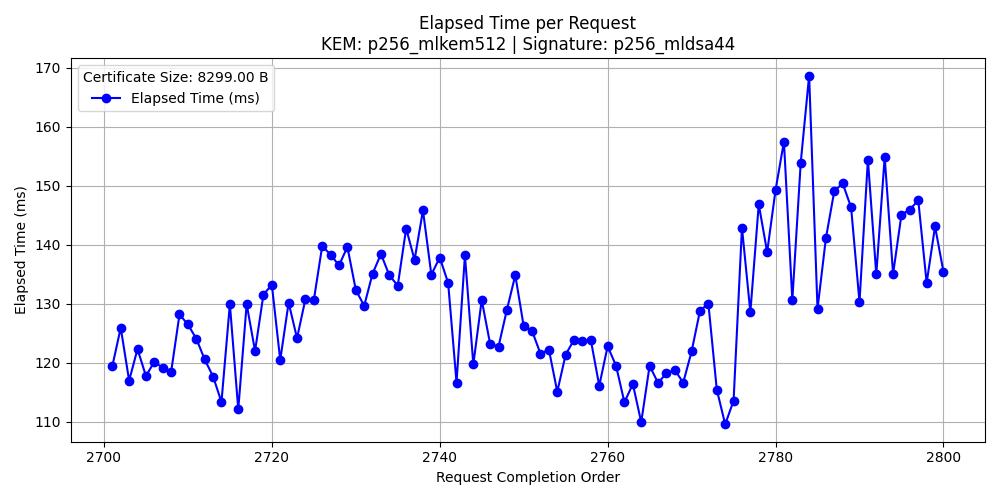 Elapsed Time per Request
KEM: p256_mlkem512 | Signature: p256_mldsa44
Certificate Size: 8299.00 B
Elapsed Time (ms)
Elapsed Time (ms)
170
160
150
140
130
120
110
2700 2720 2740 2760 2780 2800
Request Completion Order